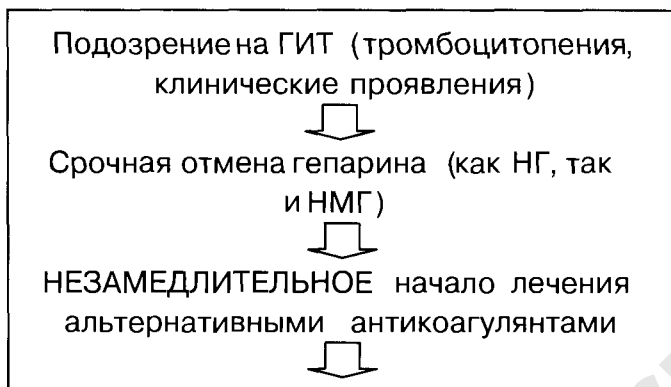 Подозрение на ГИТ (тромбоцитопения,
клинические проявления)
Срочная отмена гепарина (как НГ, так
и НМГ)
НЕЗАМЕДЛИТЕЛЬНОЕ начало лечения
альтернативными антикоагулянтами